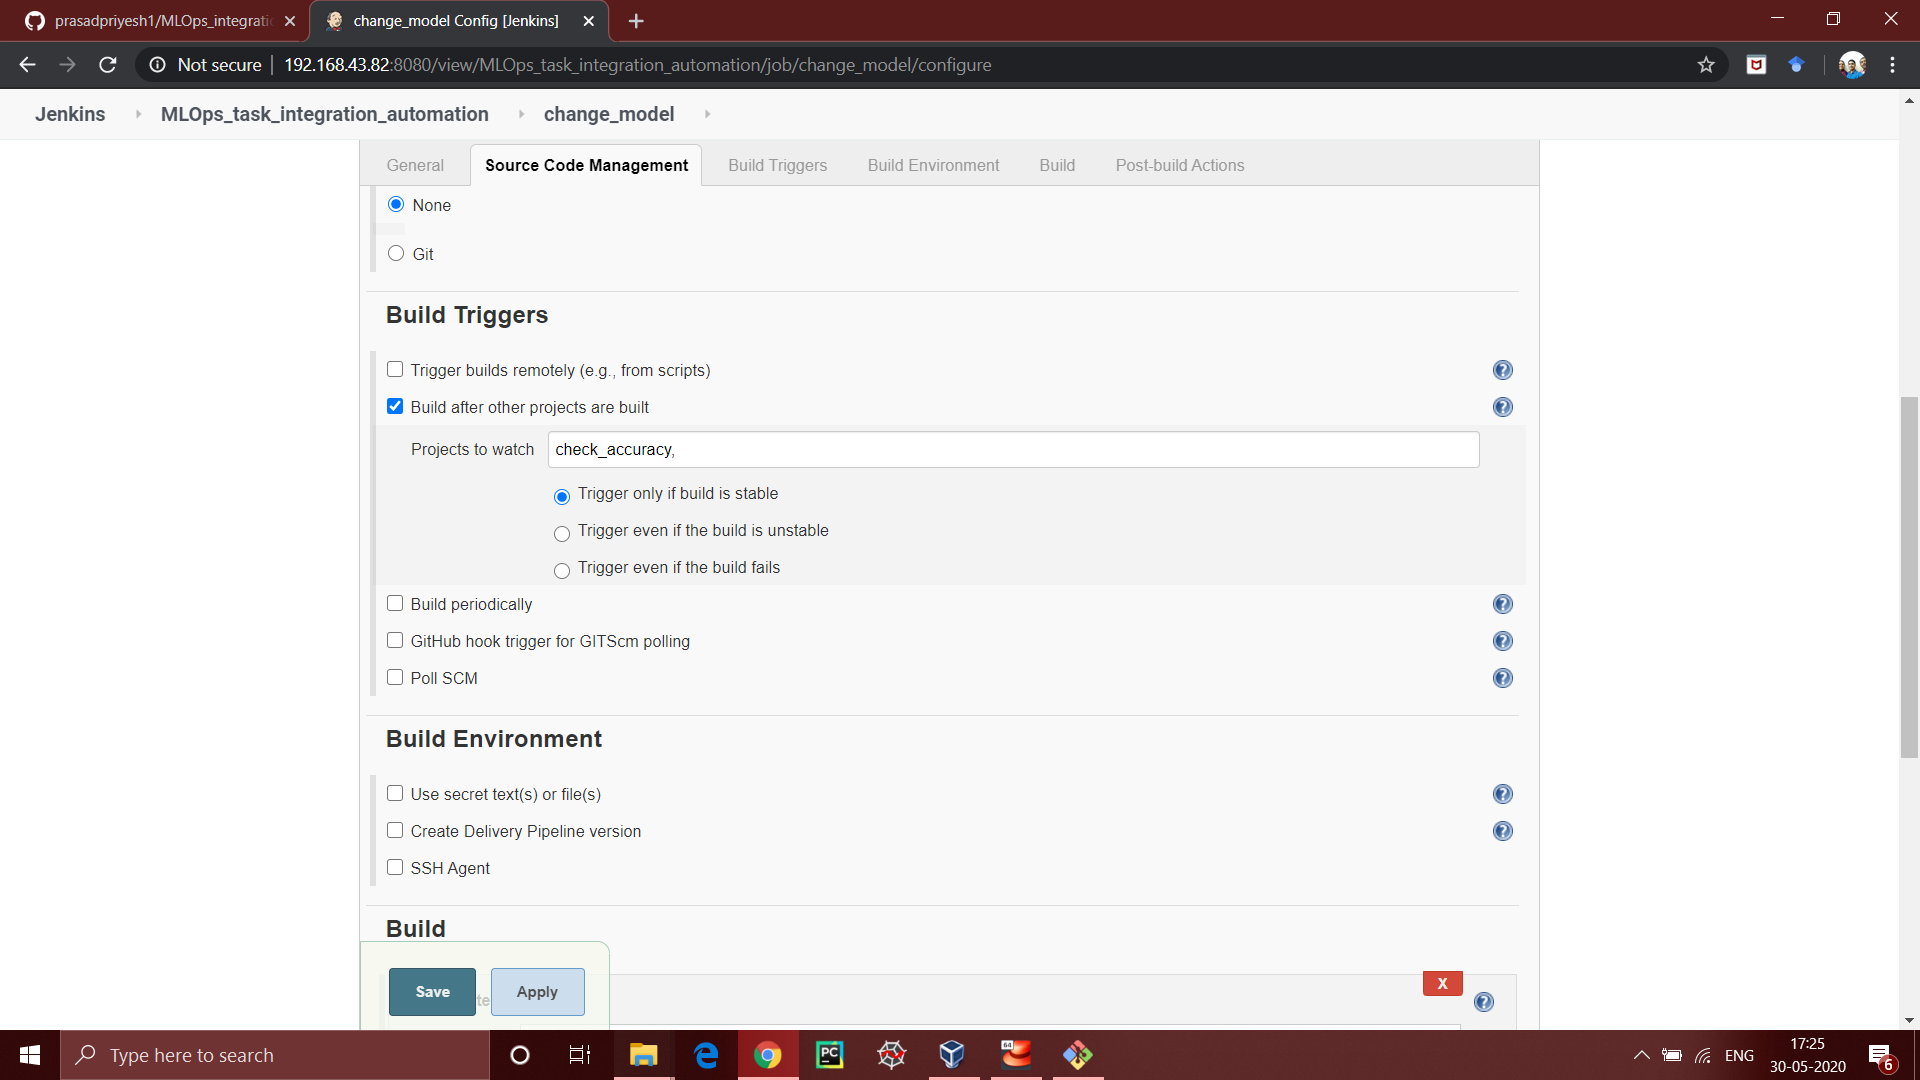 prasadpriyesh1/MLOps_integratio
change_model Config [Jenkins]
Not secure
192.168.43.82:8080/view/MLOps_task_integration_automation/job/change_model/configure
Jenkins
MLOps_task_integration_automation
change_model
General
Source Code Management
Build Triggers
Build Environment
Build
Post-build Actions
None
Git
Build Triggers
Trigger builds remotely (e.g., from scripts)
Build after other projects are built
Projects to watch
check_accuracy,
Trigger only if build is stable
Trigger even if the build is unstable
Trigger even if the build fails
Build periodically
GitHub hook trigger for GITScm polling
Poll SCM
Build Environment
Use secret text(s) or file(s)
Create Delivery Pipeline version
SSH Agent
Build
Save
te
Apply
X
Type here to search
PC
64
ENG
17:25
30-05-2020
6